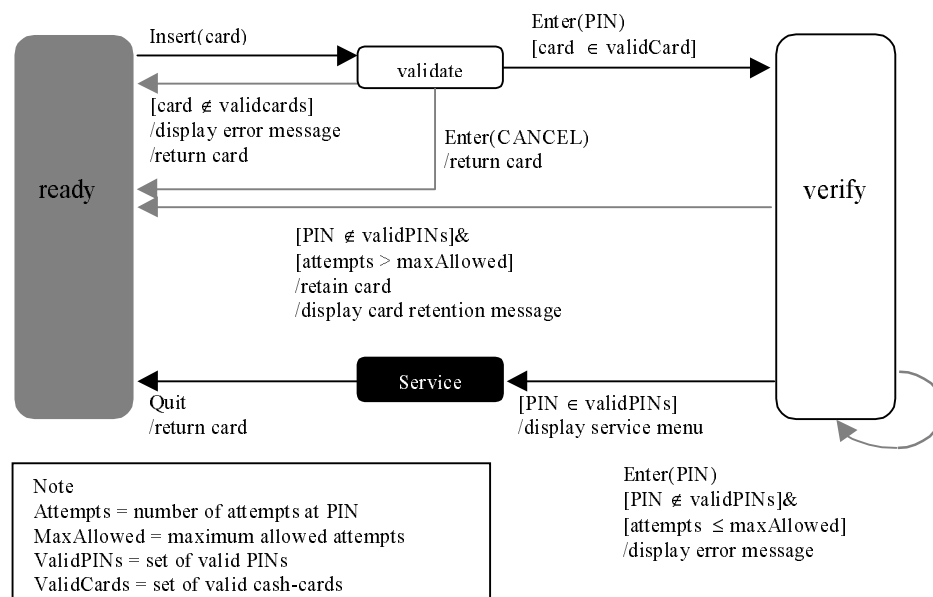 Insert(card)
validate
Enter(PIN)
[card ∈ validCard]
[card ∉ validcards]
/display error message
/return card
Enter(CANCEL)
/return card
ready
verify
[PIN ∉ validPINs]&
[attempts > maxAllowed]
/retain card
/display card retention message
Service
Quit
/return card
[PIN ∈ validPINs]
/display service menu
Enter(PIN)
[PIN ∉ validPINs]&
[attempts ≤ maxAllowed]
/display error message
Note
Attempts = number of attempts at PIN
MaxAllowed = maximum allowed attempts
ValidPINs = set of valid PINs
ValidCards = set of valid cash-cards